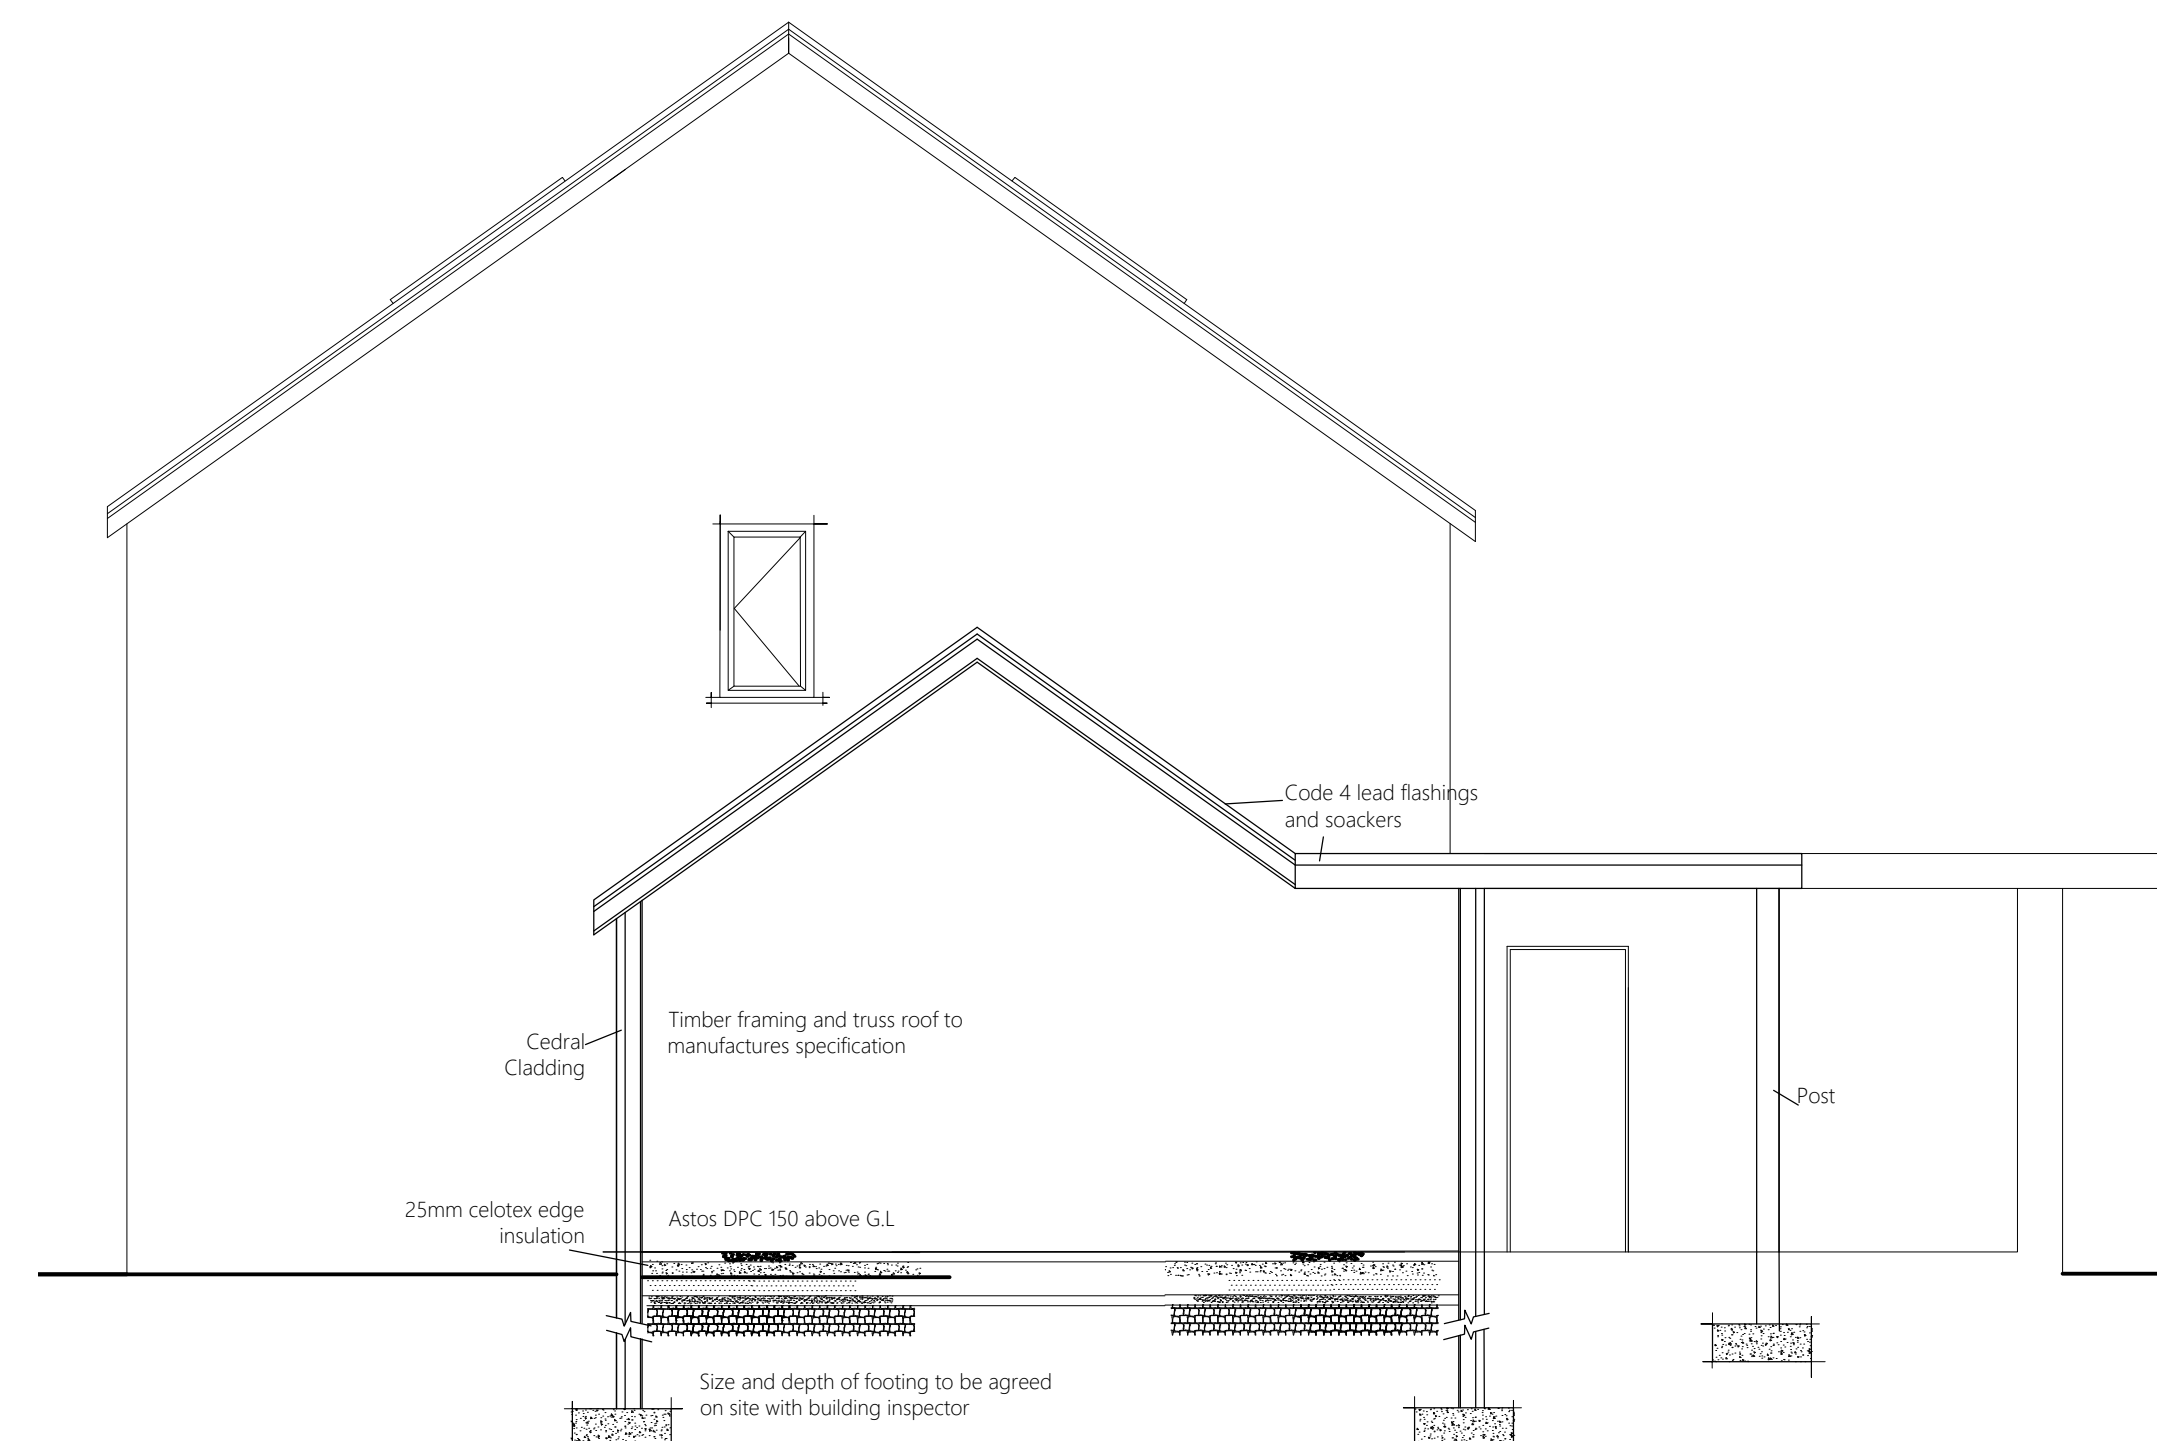 Code 4 lead flashings
and soackers
Timber framing and truss roof to
manufactures specification
Cedral
Cladding
Post
25mm celotex edge
insulation
Astos DPC 150 above G.L
Size and depth of footing to be agreed
on site with building inspector